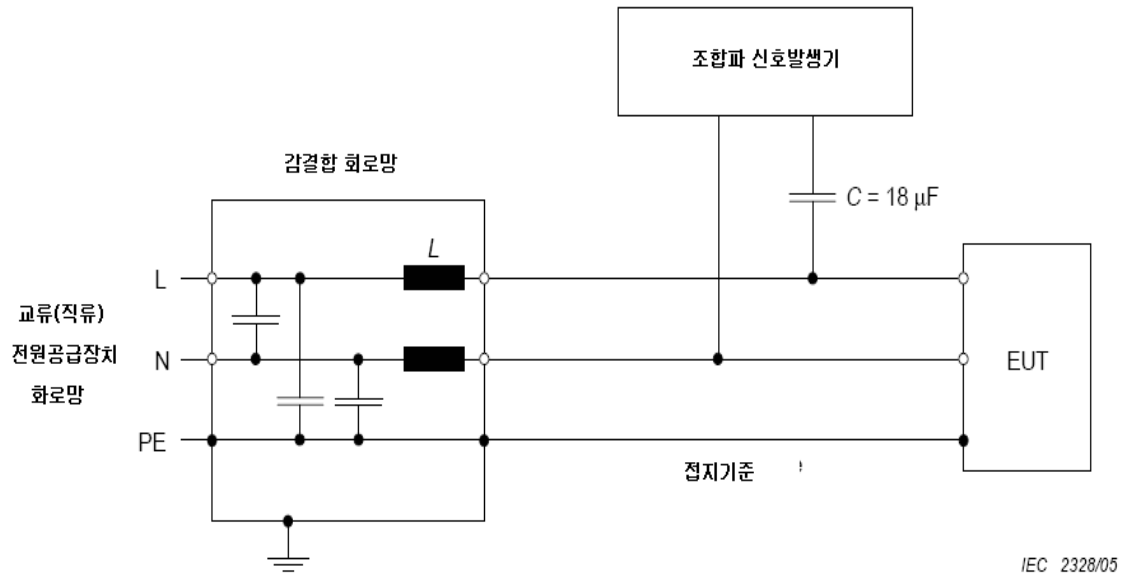 조합파 신호발생기
감결합 회로망
C = 18 μF
L
L
교류(직류)
전원공급장치
화로망
N
EUT
PE
접지기준
IEC 2328/05